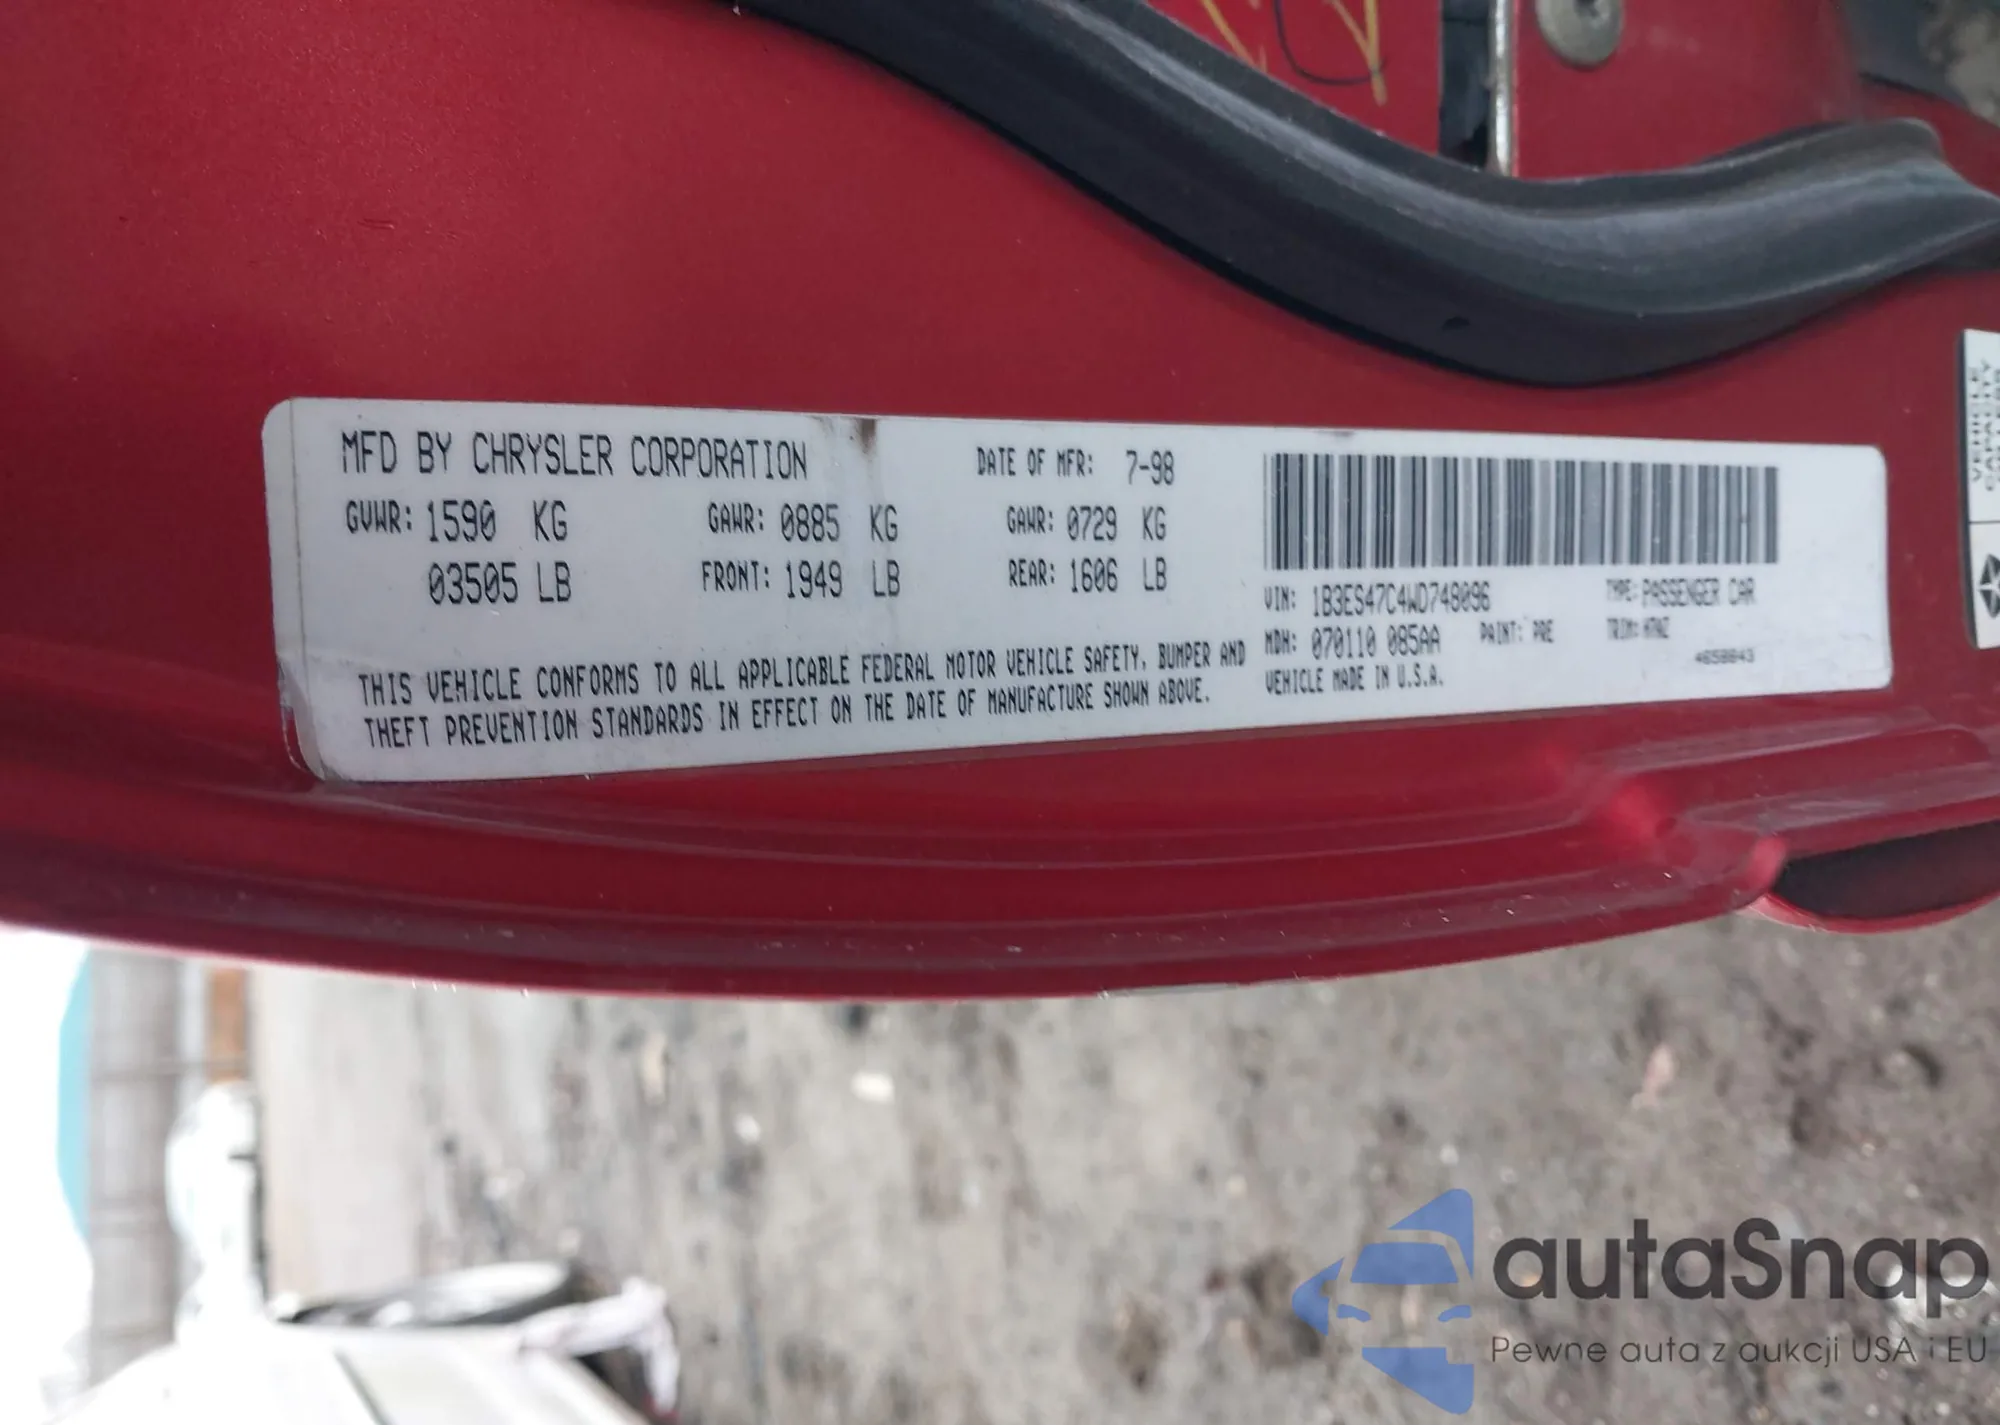 MFD BY CHRYSLER CORPORATION DATE OF MFR: 7-98
GVWR: 1590 KG GAWR: 0885 KG GAWR: 0729 KG
03505 LB FRONT: 1949 LB REAR: 1606 LB
VIN: 1B3ES47C4WD748096 TYPE: PASSENGER CAR
MDH: 070110 085AA PAINT: PRE TRIM:
VEHICLE MADE IN U.S.A. 4658843
THIS VEHICLE CONFORMS TO ALL APPLICABLE FEDERAL MOTOR VEHICLE SAFETY, BUMPER AND
THEFT PREVENTION STANDARDS IN EFFECT ON THE DATE OF MANUFACTURE SHOWN ABOVE.
VEHICLE
autaSnap
Pewne auta z aukcji USA i EU